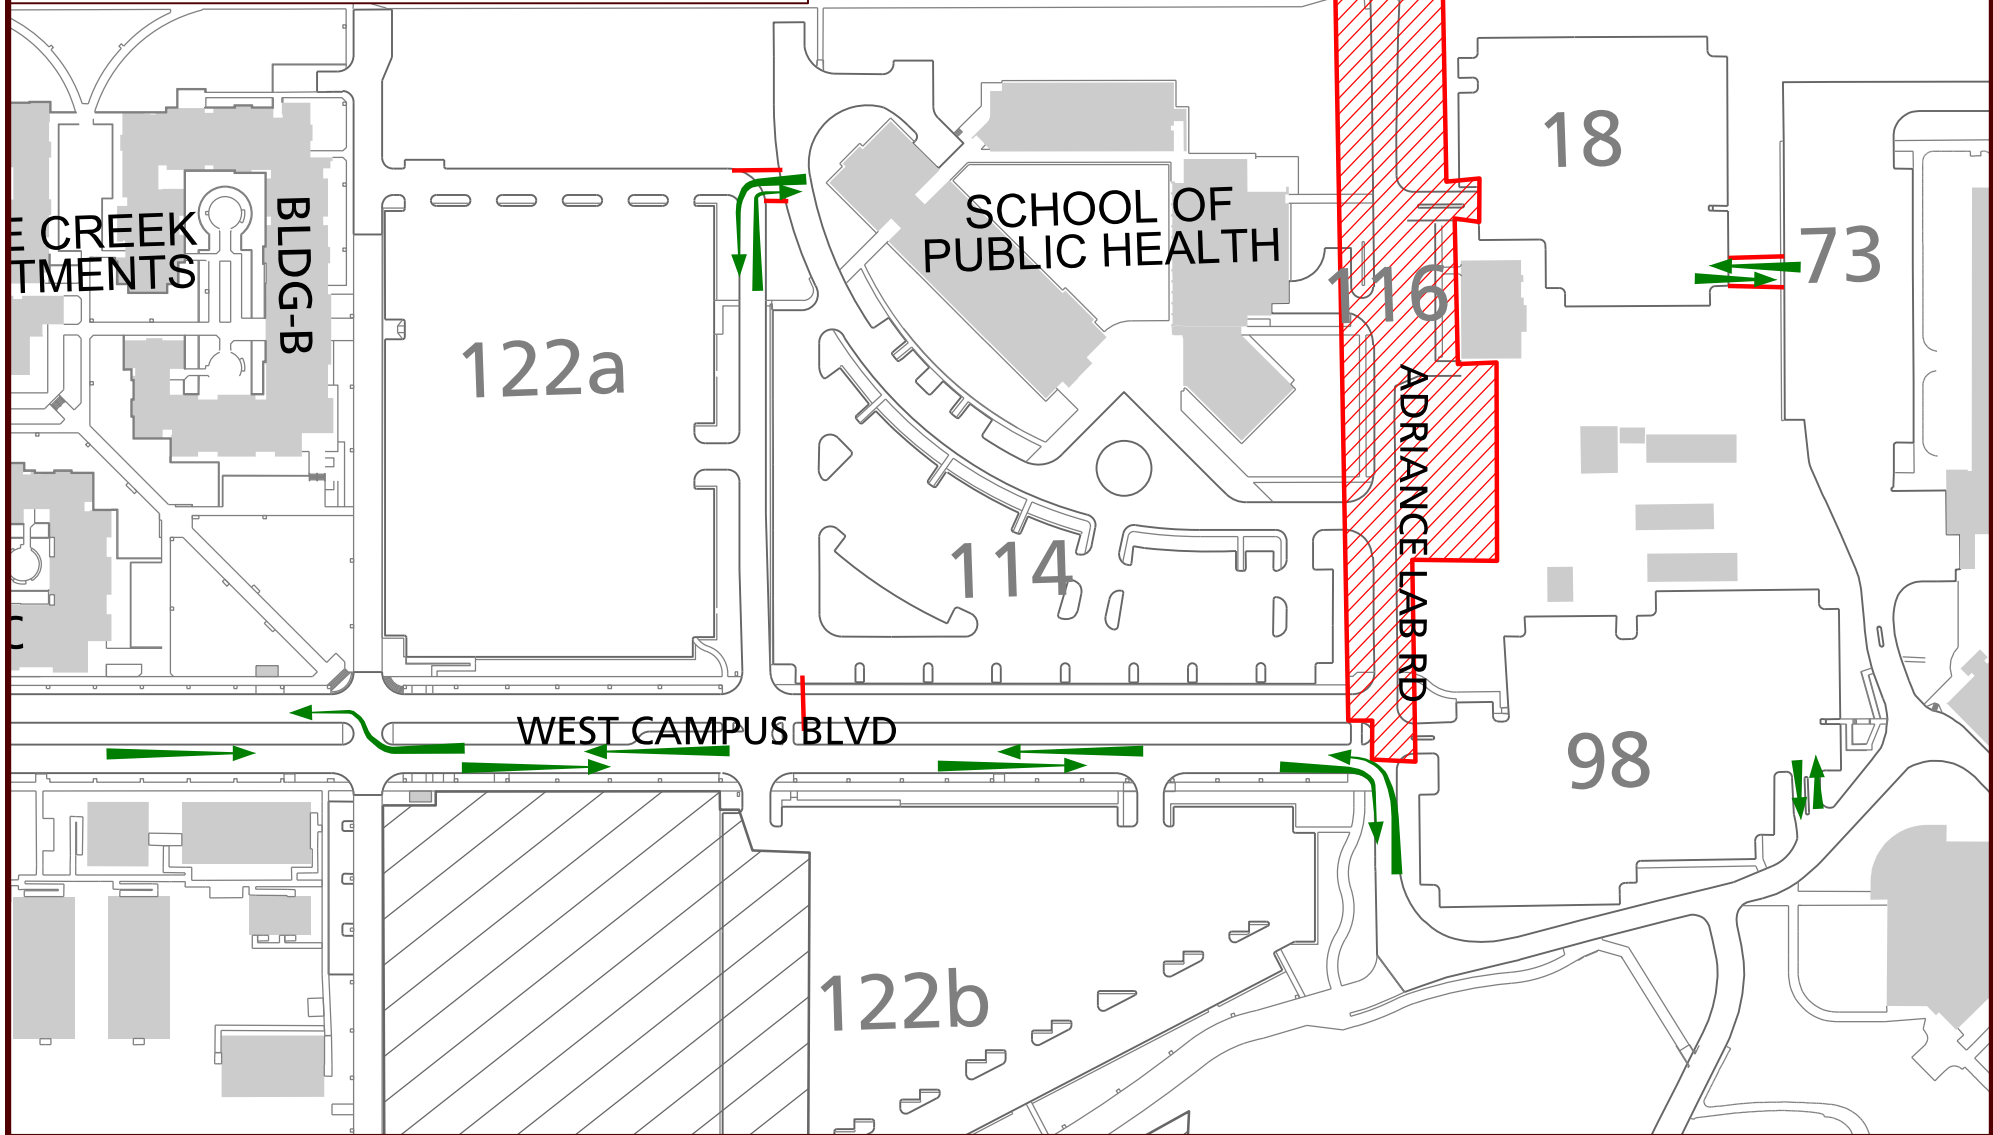 18
E CREEK
TMENTS
BLDG-B
SCHOOL OF
PUBLIC HEALTH
116
73
122a
ADRIANCE LAB RD
114
C
WEST CAMPUS BLVD
98
122b